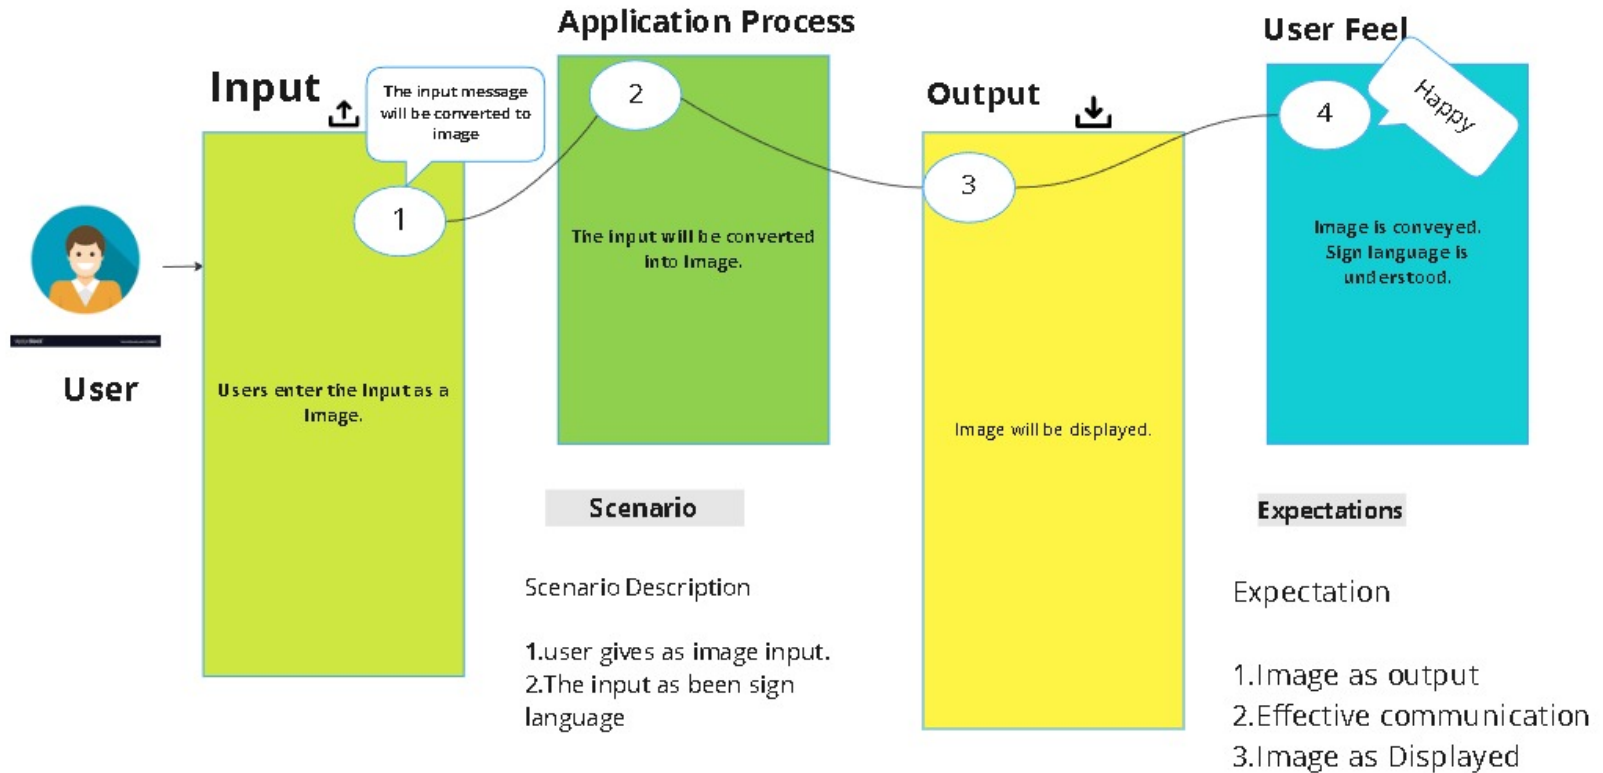 Application Process
User Feel
Input
Output
The input message
will be converted to
image
1
2
3
4
Happy
User
Users enter the Input as a
Image.
The input will be converted
into Image.
Image will be displayed.
Image is conveyed.
Sign language is
understood.
Scenario
Scenario Description
1.user gives as image input.
2.The input as been sign
language
Expectations
Expectation
1.Image as output
2.Effective communication
3.Image as Displayed